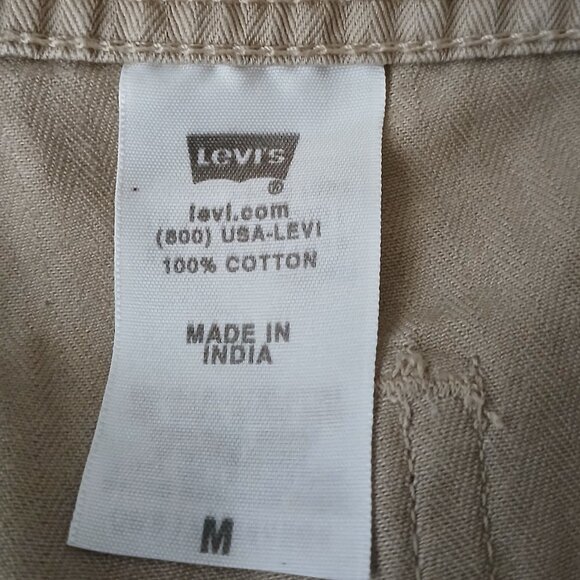 Levi's
®
levi.com
(800) USA-LEVI
100% COTTON
MADE IN
INDIA
M